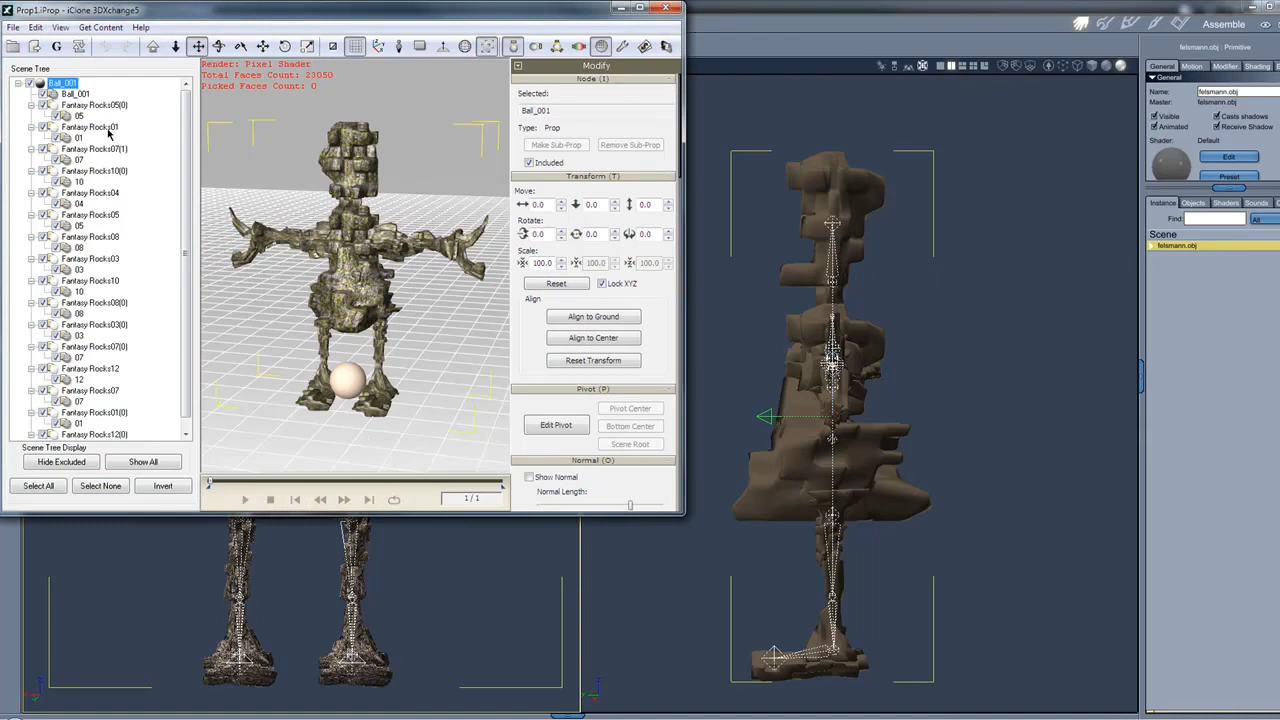 Prop1.iProp - iClone 3DXchange5
File Edit View Get Content Help
Scene Tree
Ball_001
Ball_001
Fantasy Rocks05(0)
05
Fantasy Rocks01
01
Fantasy Rocks07(1)
07
Fantasy Rocks10(0)
10
Fantasy Rocks04
04
Fantasy Rocks05
05
Fantasy Rocks08
08
Fantasy Rocks03
03
Fantasy Rocks10
10
Fantasy Rocks08(0)
08
Fantasy Rocks03(0)
03
Fantasy Rocks07(0)
07
Fantasy Rocks12
12
Fantasy Rocks07
07
Fantasy Rocks01(0)
01
Fantasy Rocks12(0)
Scene Tree Display
Hide Excluded Show All
Select All Select None Invert
Render: Pixel Shader
Total Faces Count: 23050
Picked Faces Count: 0
1 / 1
Modify
Node (I)
Selected:
Ball_001
Type: Prop
Make Sub-Prop Remove Sub-Prop
Included
Transform (T)
Move:
0.0 0.0 0.0
Rotate:
0.0 0.0 0.0
Scale:
100.0 100.0 100.0
Reset Lock XYZ
Align
Align to Ground
Align to Center
Reset Transform
Pivot (P)
Edit Pivot
Pivot Center
Bottom Center
Scene Root
Normal (O)
Show Normal
Normal Length:
Assemble
felsmann.obj : Primitive
General Motion Modifier Shading
General
Name: felsmann.obj
Master: felsmann.obj
Visible Casts shadows
Animated Receive Shadow
Shader: Default
Edit
Preset
Instance Objects Shaders Sounds
Find: All
Scene
felsmann.obj